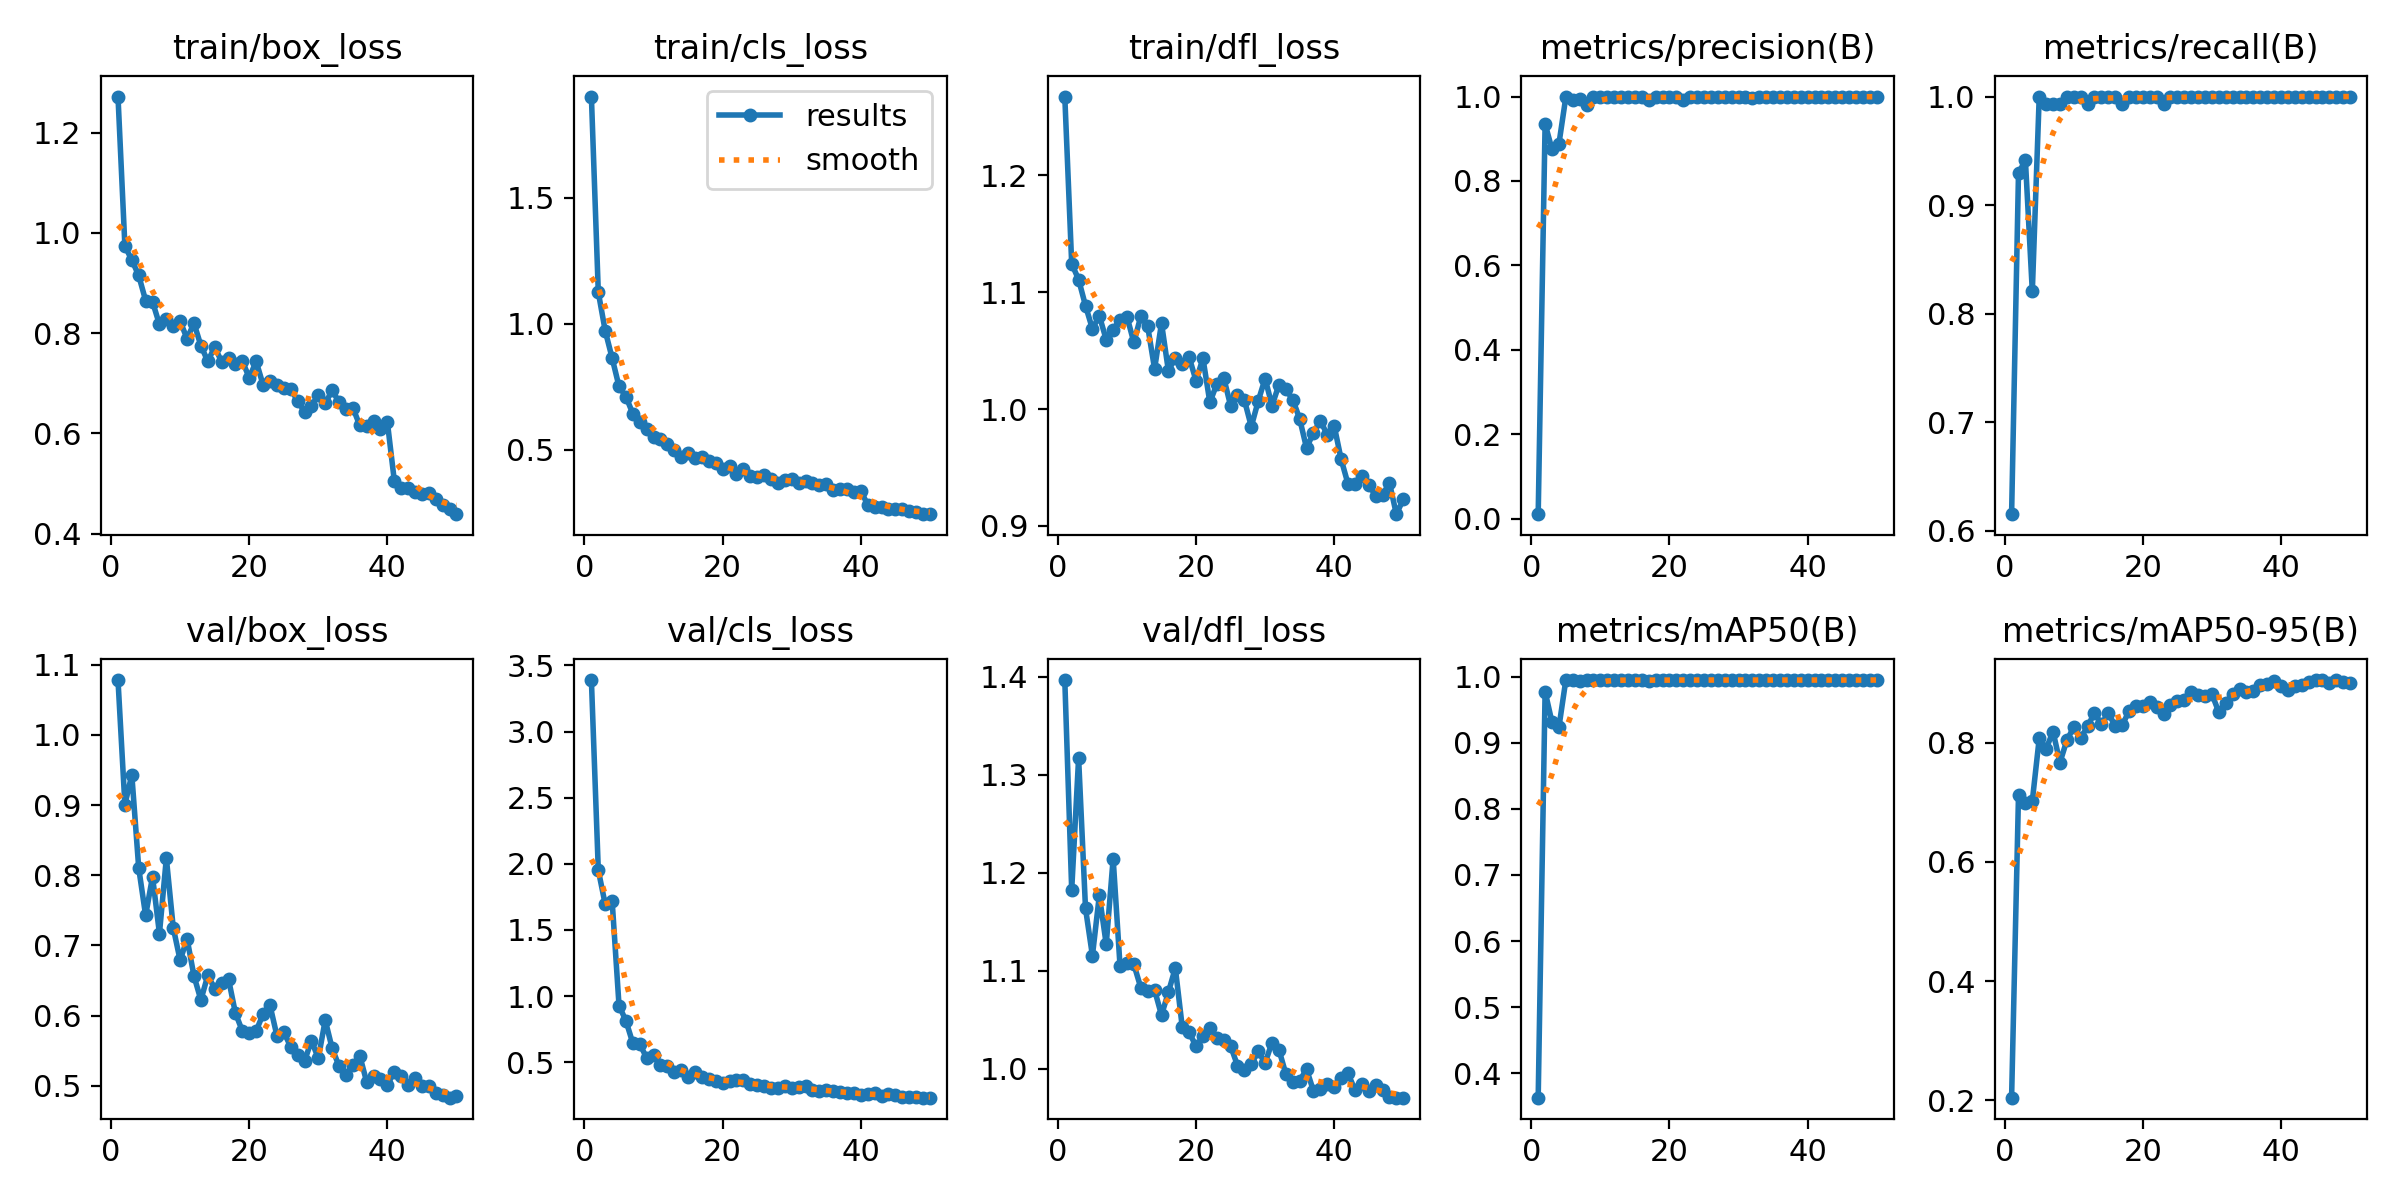 train/box_loss
train/cls_loss
train/dfl_loss
metrics/precision(B)
metrics/recall(B)
1.2
1.0
0.8
0.6
0.4
0 20 40
results
smooth
1.5
1.0
0.5
0 20 40
1.2
1.1
1.0
0.9
0 20 40
1.0
0.8
0.6
0.4
0.2
0.0
0 20 40
1.0
0.9
0.8
0.7
0.6
0 20 40
val/box_loss
val/cls_loss
val/dfl_loss
metrics/mAP50(B)
metrics/mAP50-95(B)
1.1
1.0
0.9
0.8
0.7
0.6
0.5
0 20 40
3.5
3.0
2.5
2.0
1.5
1.0
0.5
0 20 40
1.4
1.3
1.2
1.1
1.0
0 20 40
1.0
0.9
0.8
0.7
0.6
0.5
0.4
0 20 40
0.8
0.6
0.4
0.2
0 20 40